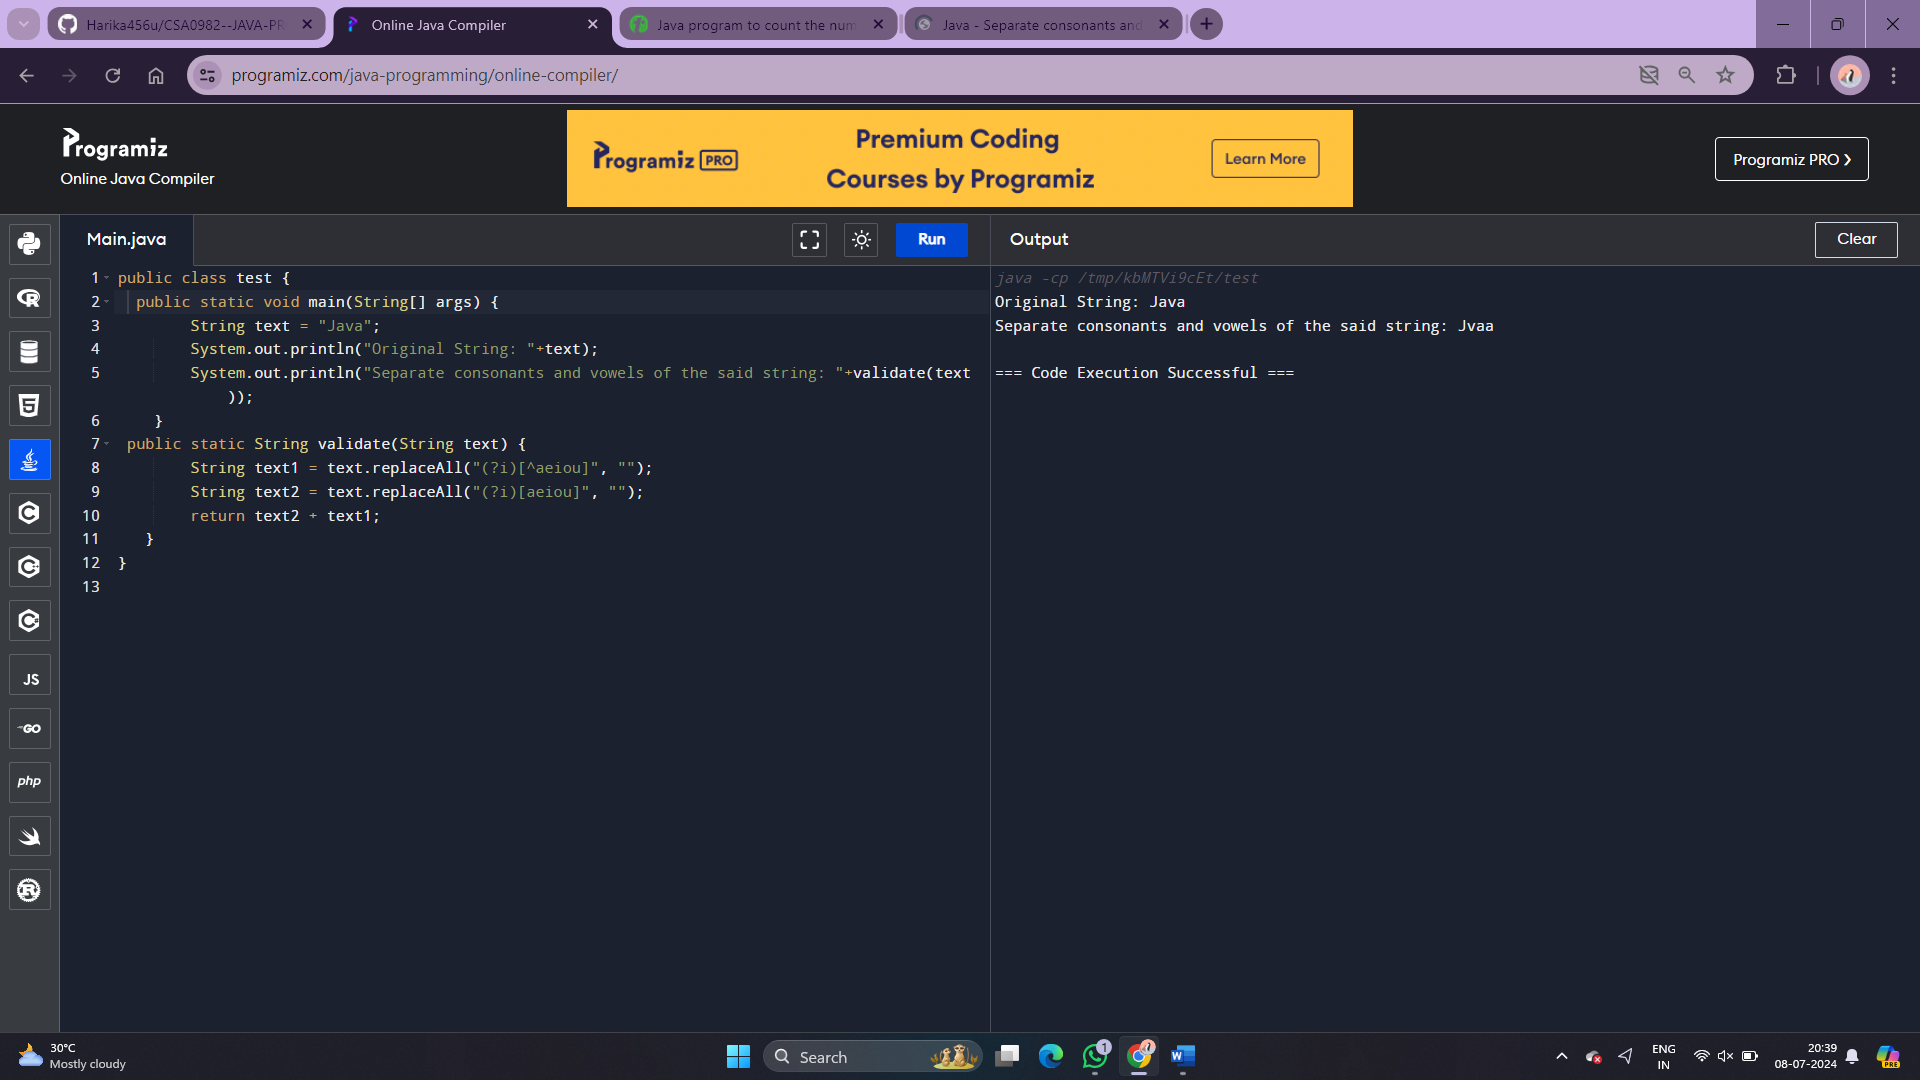 Harika456u/CSA0982--JAVA-PR
Online Java Compiler
Java program to count the num
Java - Separate consonants and
programiz.com/java-programming/online-compiler/
Programiz
Online Java Compiler
Programiz PRO
Premium Coding
Courses by Programiz
Learn More
Programiz PRO
Main.java
Run
Output
Clear
1 public class test {
2 public static void main(String[] args) {
3 String text = "Java";
4 System.out.println("Original String: "+text);
5 System.out.println("Separate consonants and vowels of the said string: "+validate(text
));
6 }
7 public static String validate(String text) {
8 String text1 = text.replaceAll("(?i)[^aeiou]", "");
9 String text2 = text.replaceAll("(?i)[aeiou]", "");
10 return text2 + text1;
11 }
12 }
13
java -cp /tmp/kbMTVi9cEt/test
Original String: Java
Separate consonants and vowels of the said string: Jvaa
=== Code Execution Successful ===
JS
GO
php
30°C
Mostly cloudy
Search
1
ENG
IN
20:39
08-07-2024
PRE